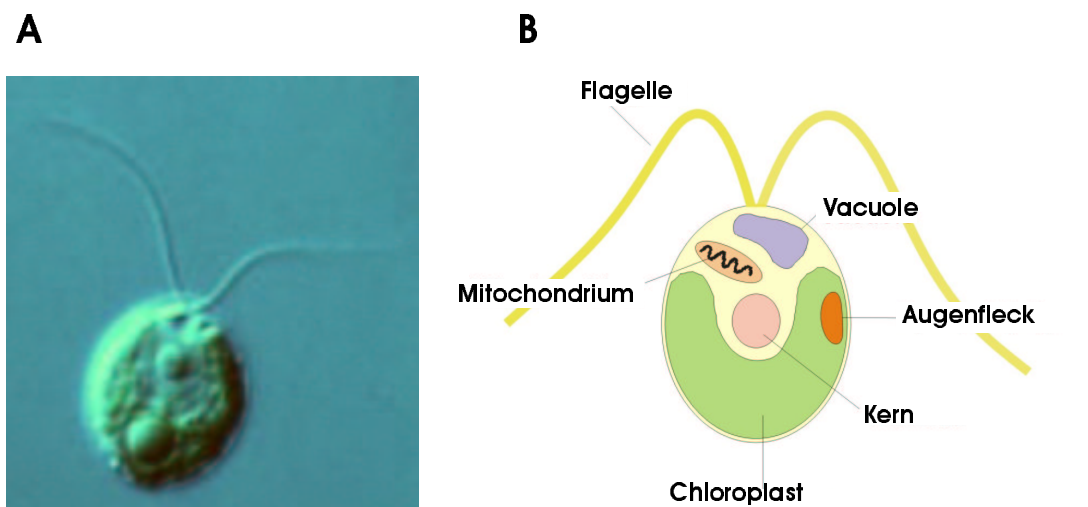 A
B
Flagelle
Vacuole
Mitochondrium
Augenfleck
Kern
Chloroplast